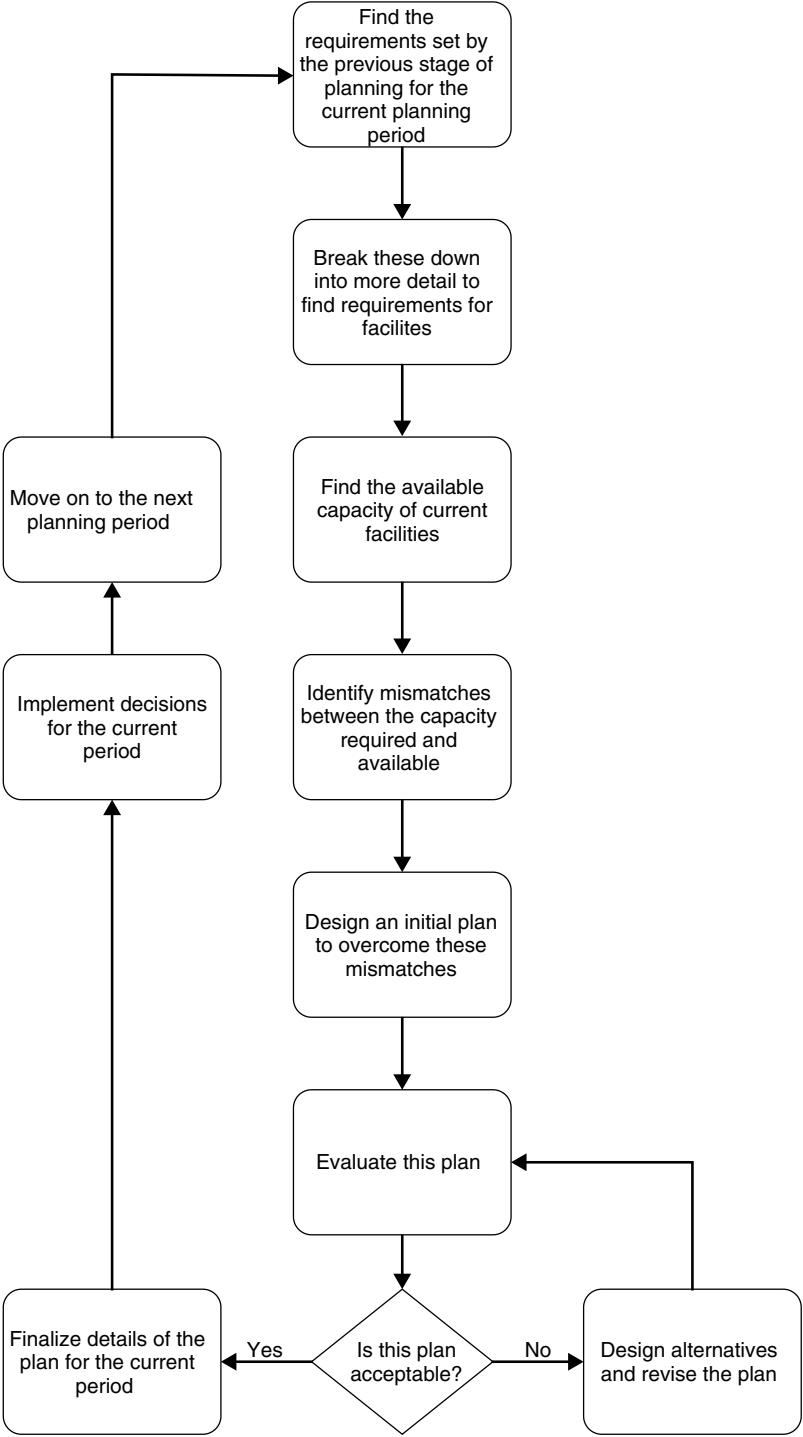 Find the
requirements set by
the previous stage of
planning for the
current planning
period
Break these down
into more detail to
find requirements for
facilites
Move on to the next
planning period
Find the available
capacity of current
facilities
Implement decisions
for the current
period
Identify mismatches
between the capacity
required and
available
Design an initial plan
to overcome these
mismatches
Evaluate this plan
Finalize details of the
plan for the current
period
Yes
Is this plan
acceptable?
No
Design alternatives
and revise the plan